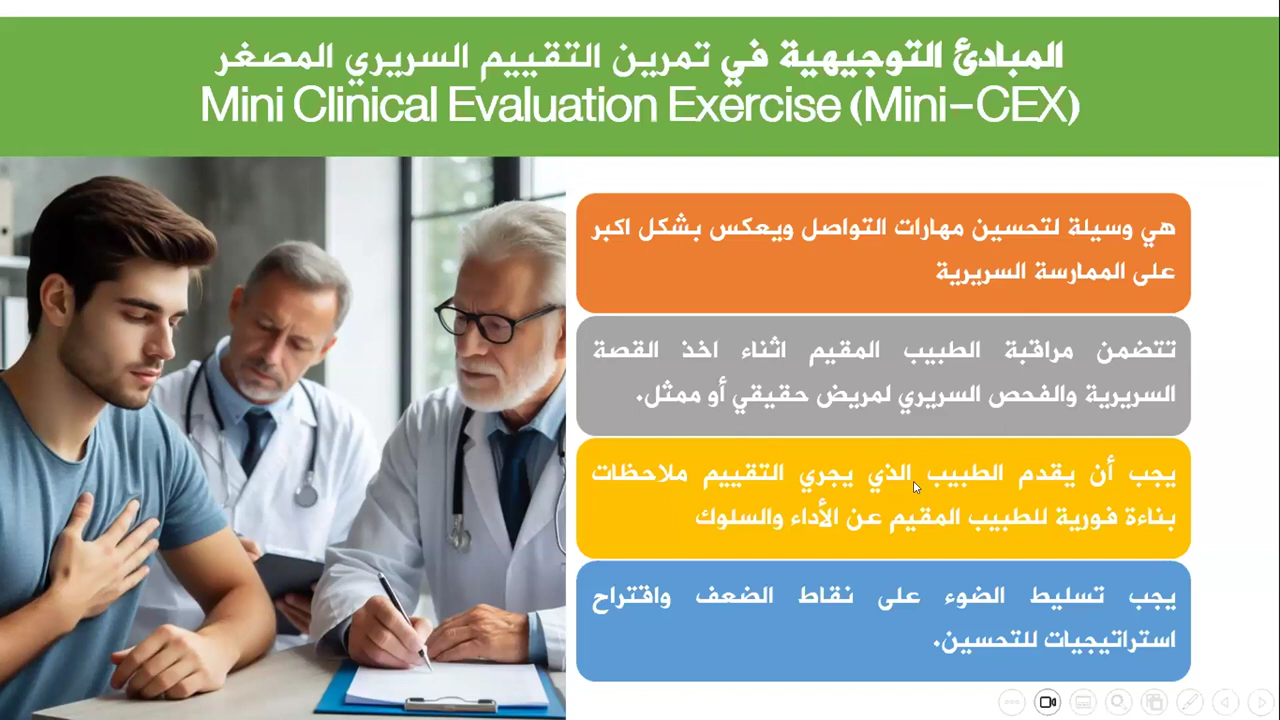 المبادئ التوجيهية في تمرين التقييم السريري المصغر
Mini Clinical Evaluation Exercise (Mini-CEX)
هي وسيلة لتحسين مهارات التواصل ويعكس بشكل اكبر
على الممارسة السريرية
تتضمن مراقبة الطبيب المقيم اثناء اخذ القصة
السريرية والفحص السريري لمريض حقيقي أو ممثل.
يجب أن يقدم الطبيب الذي يجري التقييم ملاحظات
بناءة فورية للطبيب المقيم عن الأداء والسلوك
يجب تسليط الضوء على نقاط الضعف واقتراح
استراتيجيات للتحسين.